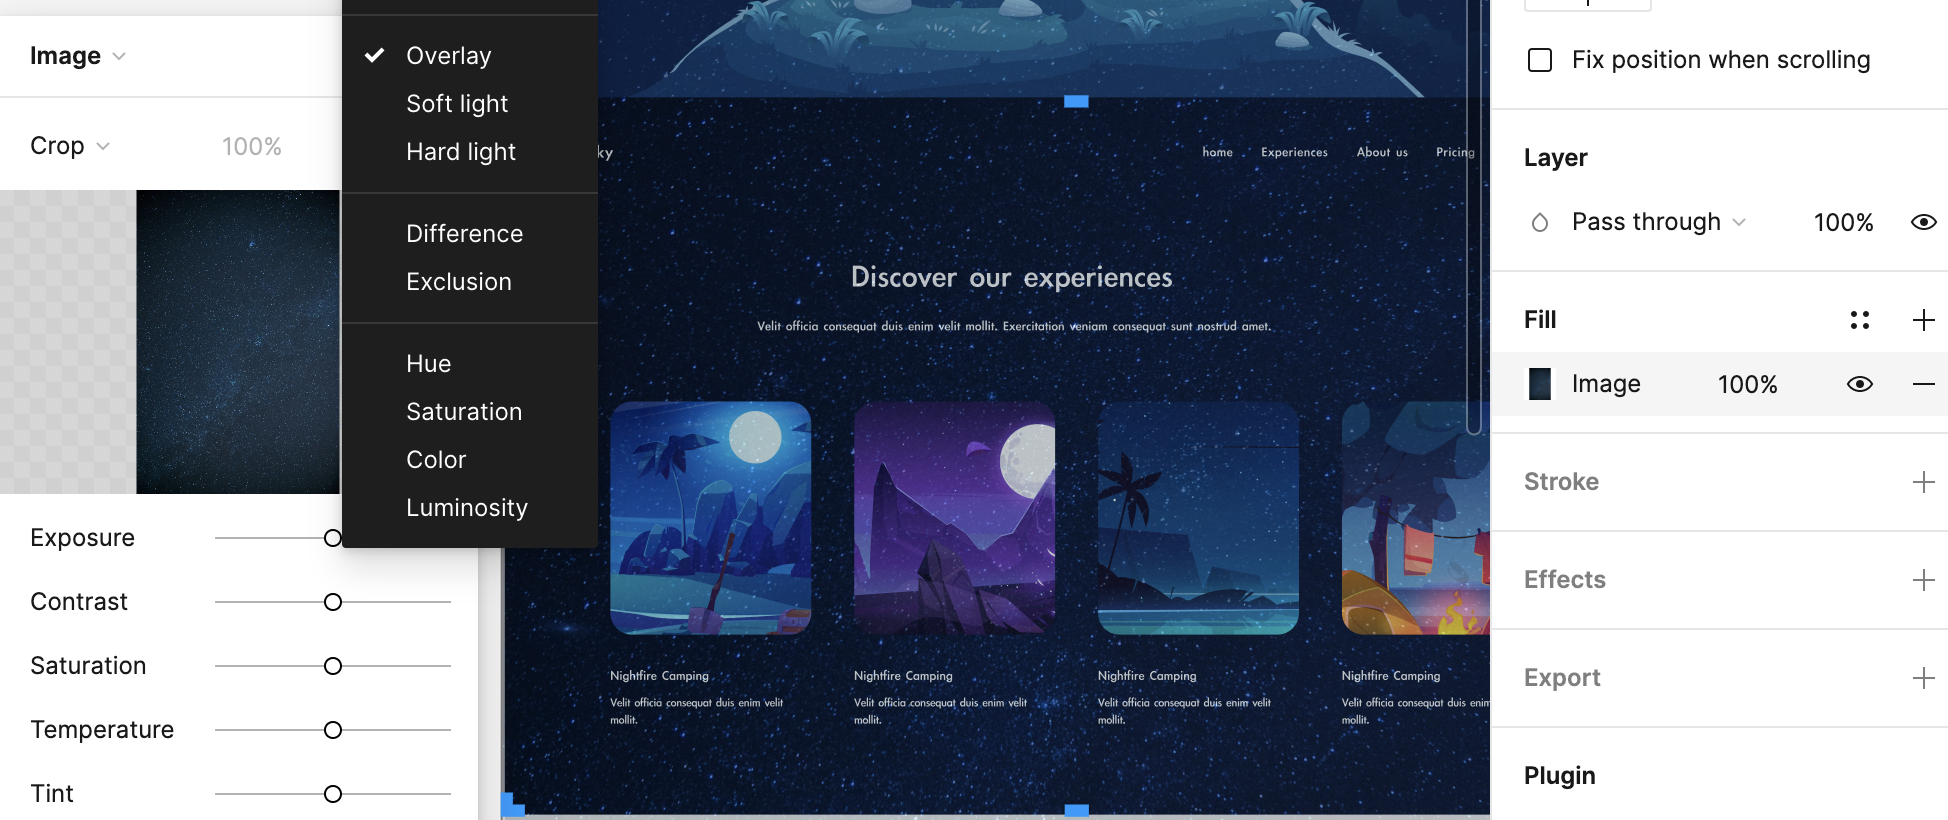 Image
Crop
100%
Exposure
Contrast
Saturation
Temperature
Tint
Overlay
Soft light
Hard light
Difference
Exclusion
Hue
Saturation
Color
Luminosity
ky
home Experiences About us Pricing
Discover our experiences
Velit officia consequat duis enim velit mollit. Exercitation veniam consequat sunt nostrud amet.
Nightfire Camping
Velit officia consequat duis enim velit
mollit.
Nightfire Camping
Velit officia consequat duis enim velit
mollit.
Nightfire Camping
Velit officia consequat duis enim velit
mollit.
Nightfire Camping
Velit officia consequat duis enim
mollit.
Fix position when scrolling
Layer
Pass through 100%
Fill
Image 100%
Stroke
Effects
Export
Plugin